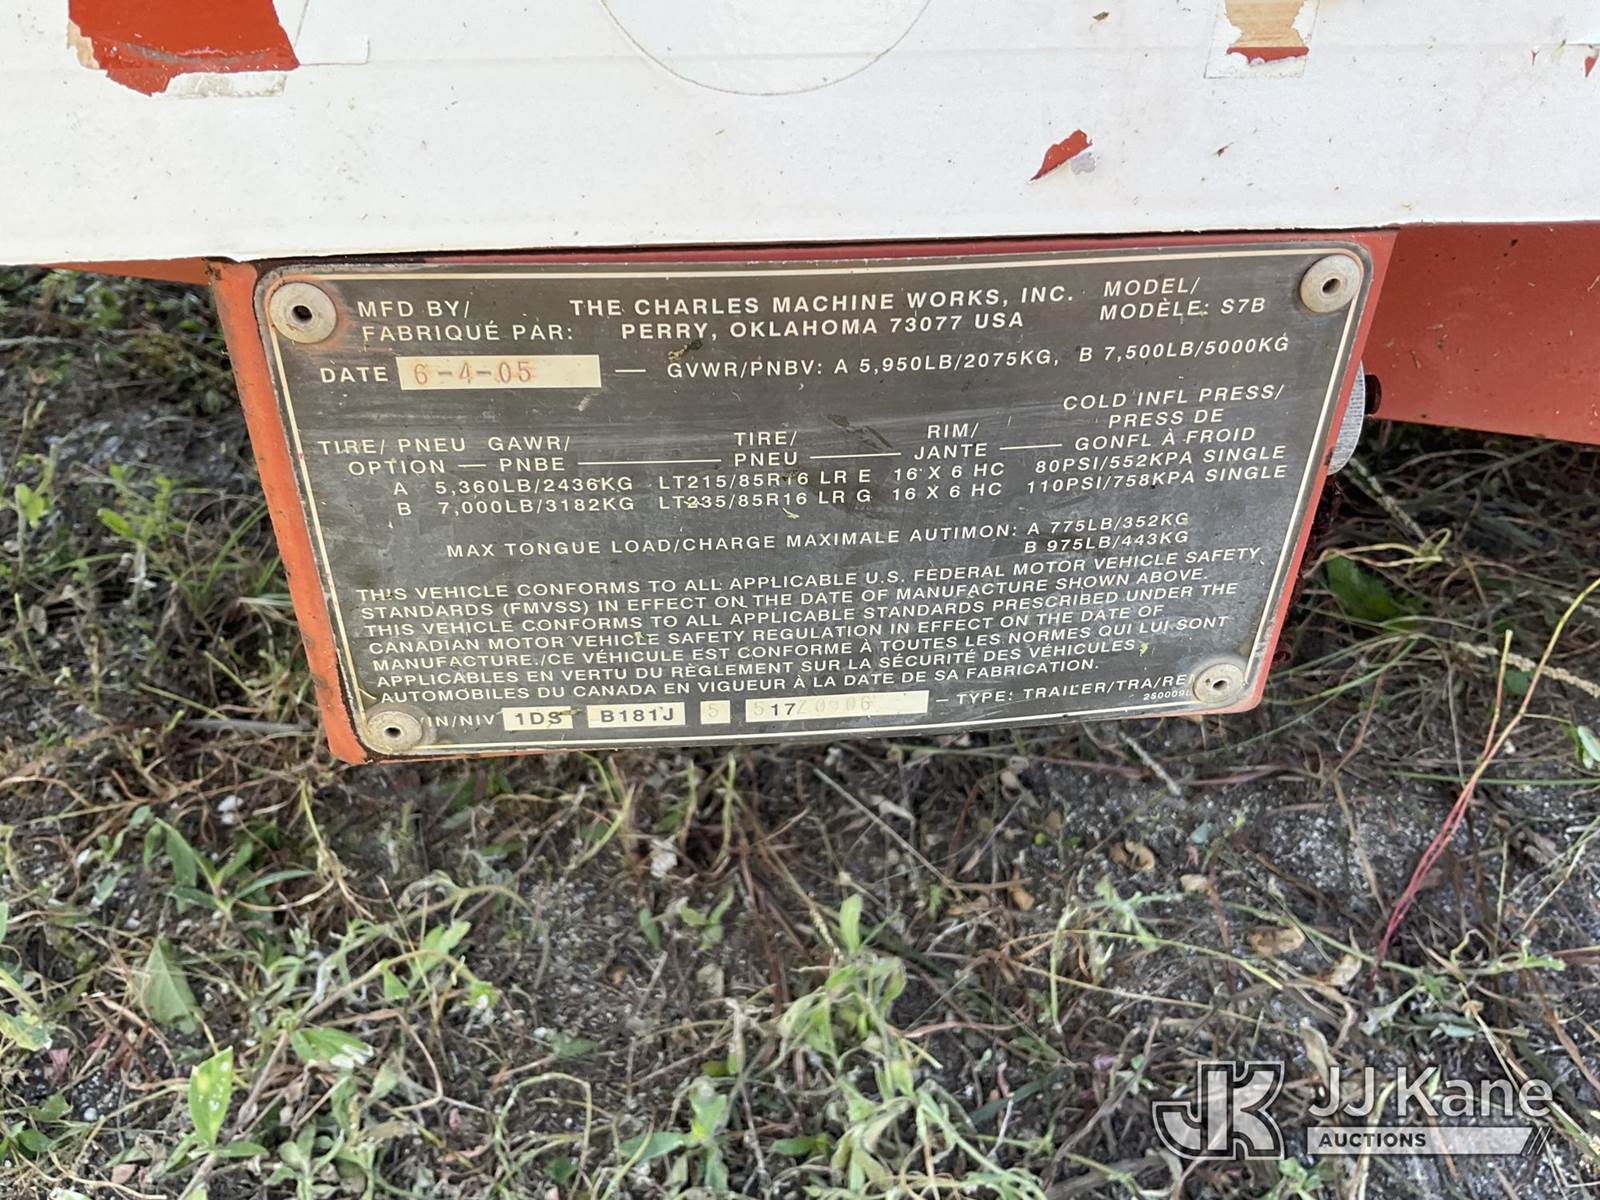 MFD BY/ THE CHARLES MACHINE WORKS, INC. MODEL/
FABRIQUÉ PAR: PERRY, OKLAHOMA 73077 USA MODÈLE: S7B
DATE 6-4-05 — GVWR/PNBV: A 5,950LB/2075KG, B 7,500LB/5000KG
COLD INFL PRESS/
TIRE/ PNEU GAWR/ TIRE/ RIM/ PRESS DE
OPTION — PNBE — PNEU — JANTE — GONFL À FROID
A 5,360LB/2436KG LT215/85R16 LR E 16 X 6 HC 80PSI/552KPA SINGLE
B 7,000LB/3182KG LT235/85R16 LR G 16 X 6 HC 110PSI/758KPA SINGLE
MAX TONGUE LOAD/CHARGE MAXIMALE AUTIMON: A 775LB/352KG
B 975LB/443KG
THIS VEHICLE CONFORMS TO ALL APPLICABLE U.S. FEDERAL MOTOR VEHICLE SAFETY
STANDARDS (FMVSS) IN EFFECT ON THE DATE OF MANUFACTURE SHOWN ABOVE.
THIS VEHICLE CONFORMS TO ALL APPLICABLE STANDARDS PRESCRIBED UNDER THE
CANADIAN MOTOR VEHICLE SAFETY REGULATION IN EFFECT ON THE DATE OF
MANUFACTURE./CE VÉHICULE EST CONFORME À TOUTES LES NORMES QUI LUI SONT
APPLICABLES EN VERTU DU RÈGLEMENT SUR LA SÉCURITÉ DES VÉHICULES
AUTOMOBILES DU CANADA EN VIGUEUR À LA DATE DE SA FABRICATION.
VIN/NIV 1DS B181J 5 517Z0906 — TYPE: TRAILER/TRA/REM
JJ Kane
AUCTIONS